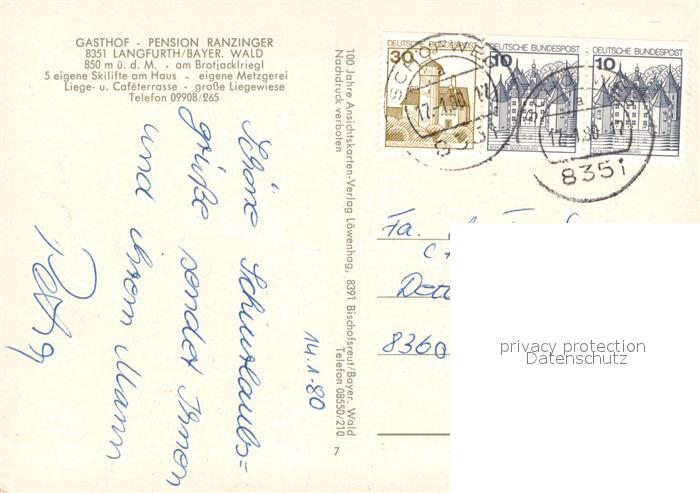 GASTHOF - PENSION RANZINGER
8351 LANGFURTH/BAYER. WALD
850 m ü. d. M. - am Brotjacklriegl
5 eigene Skilifte am Haus - eigene Metzgerei
Liege- u. Caféterrasse - große Liegewiese
Telefon 09908/265
Schöne Schiurlaubs=
grüße sendet Ihnen
und ihrem Mann
14.1.80
100 Jahre Ansichtskarten-Verlag Löwenhag, 8391 Bischofsreut/Bayer. Wald
Nachdruck verboten
Telefon 08550/210
7
DEUTSCHE BUNDESPOST
30
DEUTSCHE BUNDESPOST
10
DEUTSCHE BUNDESPOST
10
17.-1.80
8351
Fa.
8360
privacy protection
Datenschutz